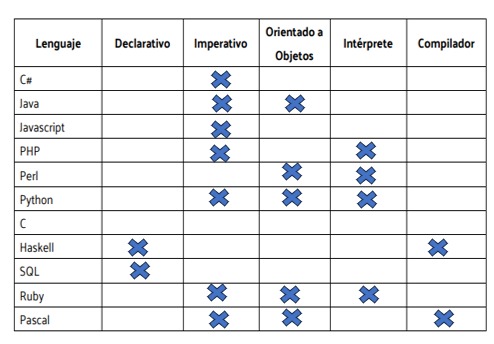 Lenguaje Declarativo Imperativo Orientado a Objetos Intérprete Compilador
C#
Java
Javascript
PHP
Perl
Python
C
Haskell
SQL
Ruby
Pascal